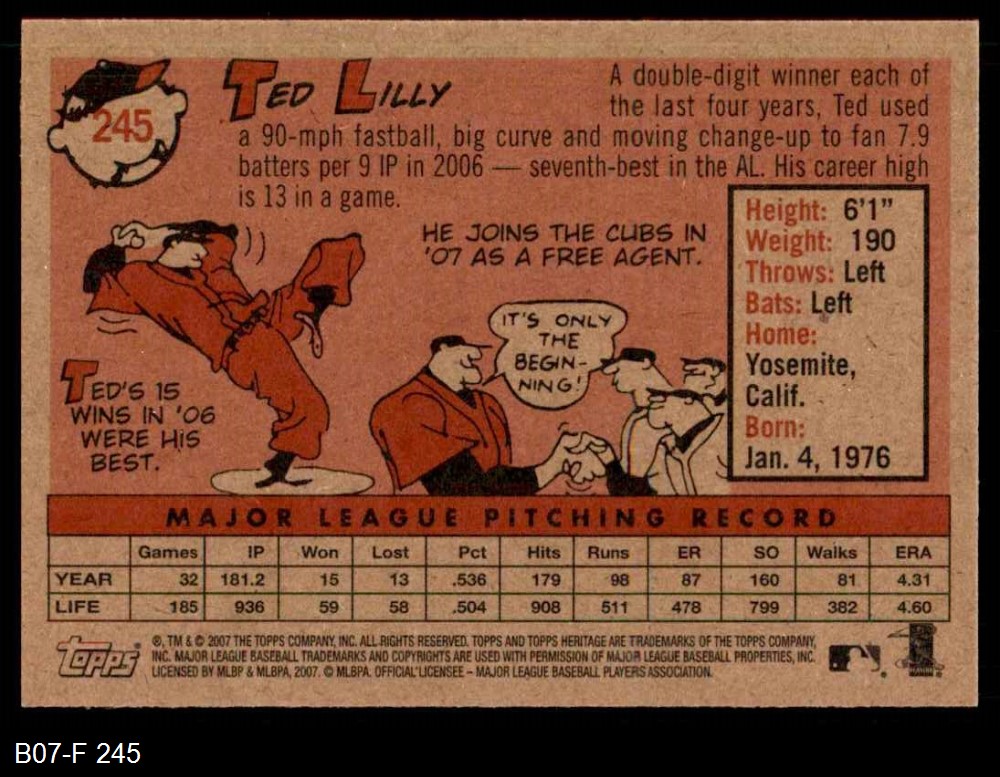 245
TED LILLY
A double-digit winner each of
the last four years, Ted used
a 90-mph fastball, big curve and moving change-up to fan 7.9
batters per 9 IP in 2006 — seventh-best in the AL. His career high
is 13 in a game.
HE JOINS THE CUBS IN
'07 AS A FREE AGENT.
IT'S ONLY
THE
BEGIN-
NING!
TED'S 15
WINS IN '06
WERE HIS
BEST.
Height: 6'1"
Weight: 190
Throws: Left
Bats: Left
Home:
Yosemite,
Calif.
Born:
Jan. 4, 1976
MAJOR LEAGUE PITCHING RECORD
Games IP Won Lost Pct Hits Runs ER SO Walks ERA
YEAR 32 181.2 15 13 .536 179 98 87 160 81 4.31
LIFE 185 936 59 58 .504 908 511 478 799 382 4.60
Topps
®, TM & © 2007 THE TOPPS COMPANY, INC. ALL RIGHTS RESERVED. TOPPS AND TOPPS HERITAGE ARE TRADEMARKS OF THE TOPPS COMPANY,
INC. MAJOR LEAGUE BASEBALL TRADEMARKS AND COPYRIGHTS ARE USED WITH PERMISSION OF MAJOR LEAGUE BASEBALL PROPERTIES, INC.
LICENSED BY MLBP & MLBPA, 2007. © MLBPA. OFFICIAL LICENSEE – MAJOR LEAGUE BASEBALL PLAYERS ASSOCIATION.
B07-F 245